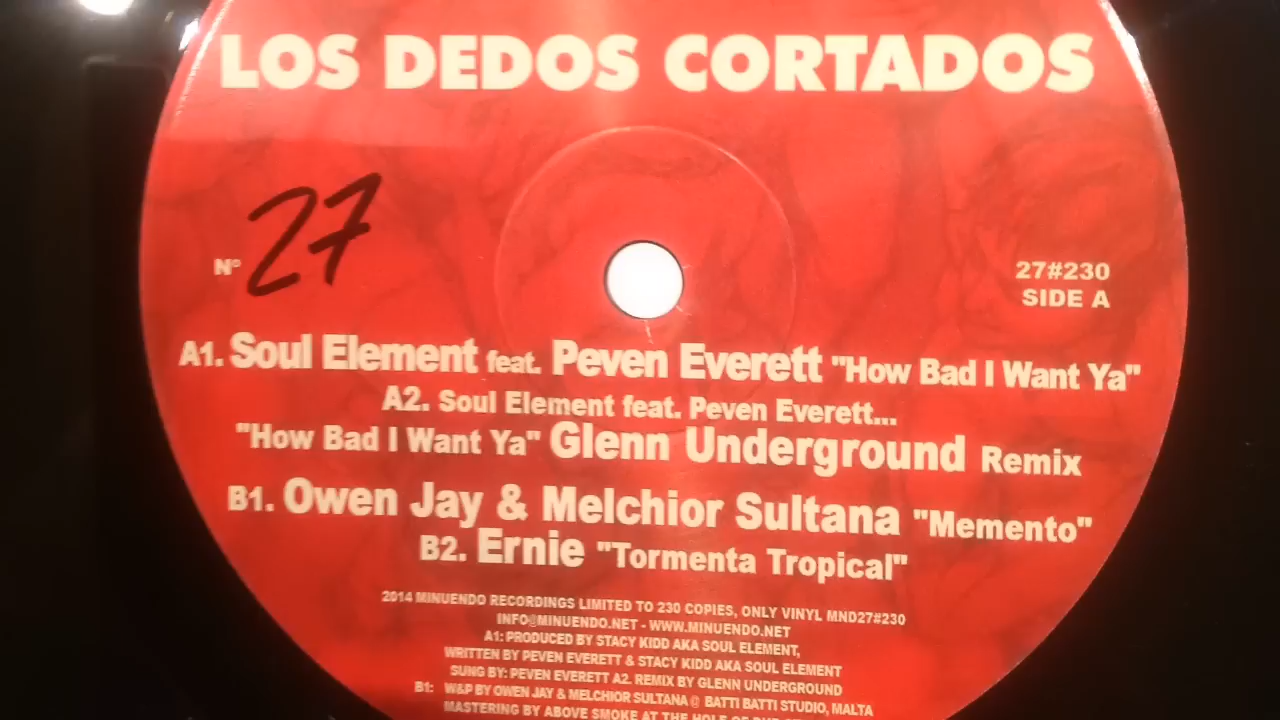 LOS DEDOS CORTADOS
Nº 27
27#230
SIDE A
A1. Soul Element feat. Peven Everett "How Bad I Want Ya"
A2. Soul Element feat. Peven Everett...
"How Bad I Want Ya" Glenn Underground Remix
B1. Owen Jay & Melchior Sultana "Memento"
B2. Ernie "Tormenta Tropical"
2014 MINUENDO RECORDINGS LIMITED TO 230 COPIES, ONLY VINYL MND27#230
INFO@MINUENDO.NET - WWW.MINUENDO.NET
A1: PRODUCED BY STACY KIDD AKA SOUL ELEMENT,
WRITTEN BY PEVEN EVERETT & STACY KIDD AKA SOUL ELEMENT
SUNG BY: PEVEN EVERETT A2. REMIX BY GLENN UNDERGROUND
B1: W&P BY OWEN JAY & MELCHIOR SULTANA @ BATTI BATTI STUDIO, MALTA
MASTERING BY ABOVE SMOKE AT THE HOLE OF